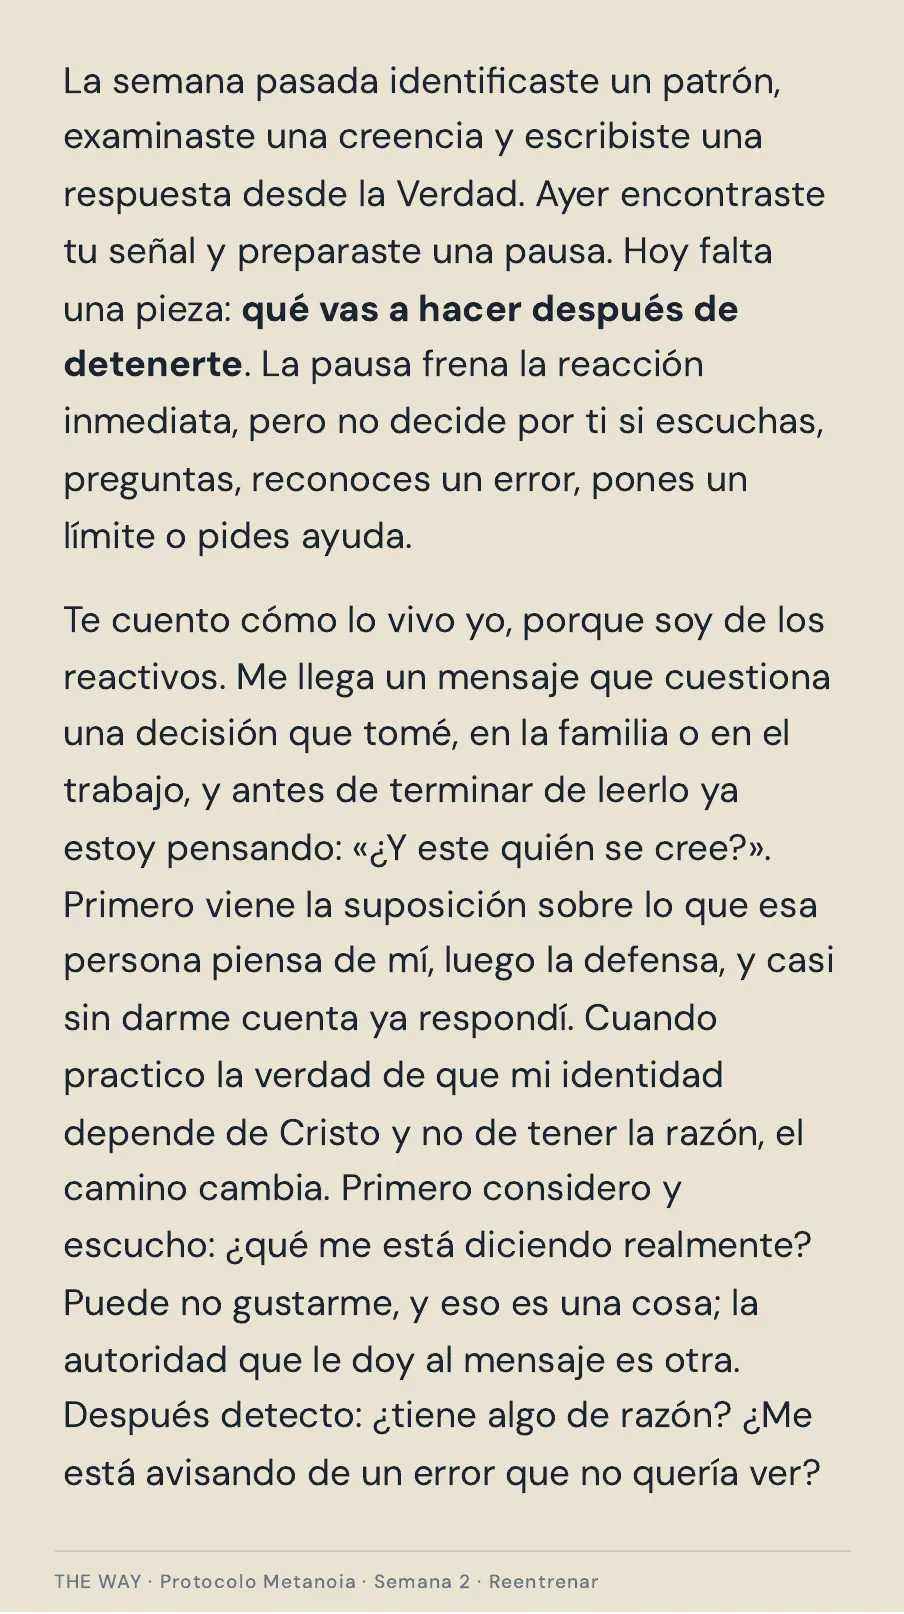 La semana pasada identificaste un patrón,
examinaste una creencia y escribiste una
respuesta desde la Verdad. Ayer encontraste
tu señal y preparaste una pausa. Hoy falta
una pieza: qué vas a hacer después de
detenerte. La pausa frena la reacción
inmediata, pero no decide por ti si escuchas,
preguntas, reconoces un error, pones un
límite o pides ayuda.
Te cuento cómo lo vivo yo, porque soy de los
reactivos. Me llega un mensaje que cuestiona
una decisión que tomé, en la familia o en el
trabajo, y antes de terminar de leerlo ya
estoy pensando: «¿Y este quién se cree?».
Primero viene la suposición sobre lo que esa
persona piensa de mí, luego la defensa, y casi
sin darme cuenta ya respondí. Cuando
practico la verdad de que mi identidad
depende de Cristo y no de tener la razón, el
camino cambia. Primero considero y
escucho: ¿qué me está diciendo realmente?
Puede no gustarme, y eso es una cosa; la
autoridad que le doy al mensaje es otra.
Después detecto: ¿tiene algo de razón? ¿Me
está avisando de un error que no quería ver?
THE WAY · Protocolo Metanoia · Semana 2 · Reentrenar